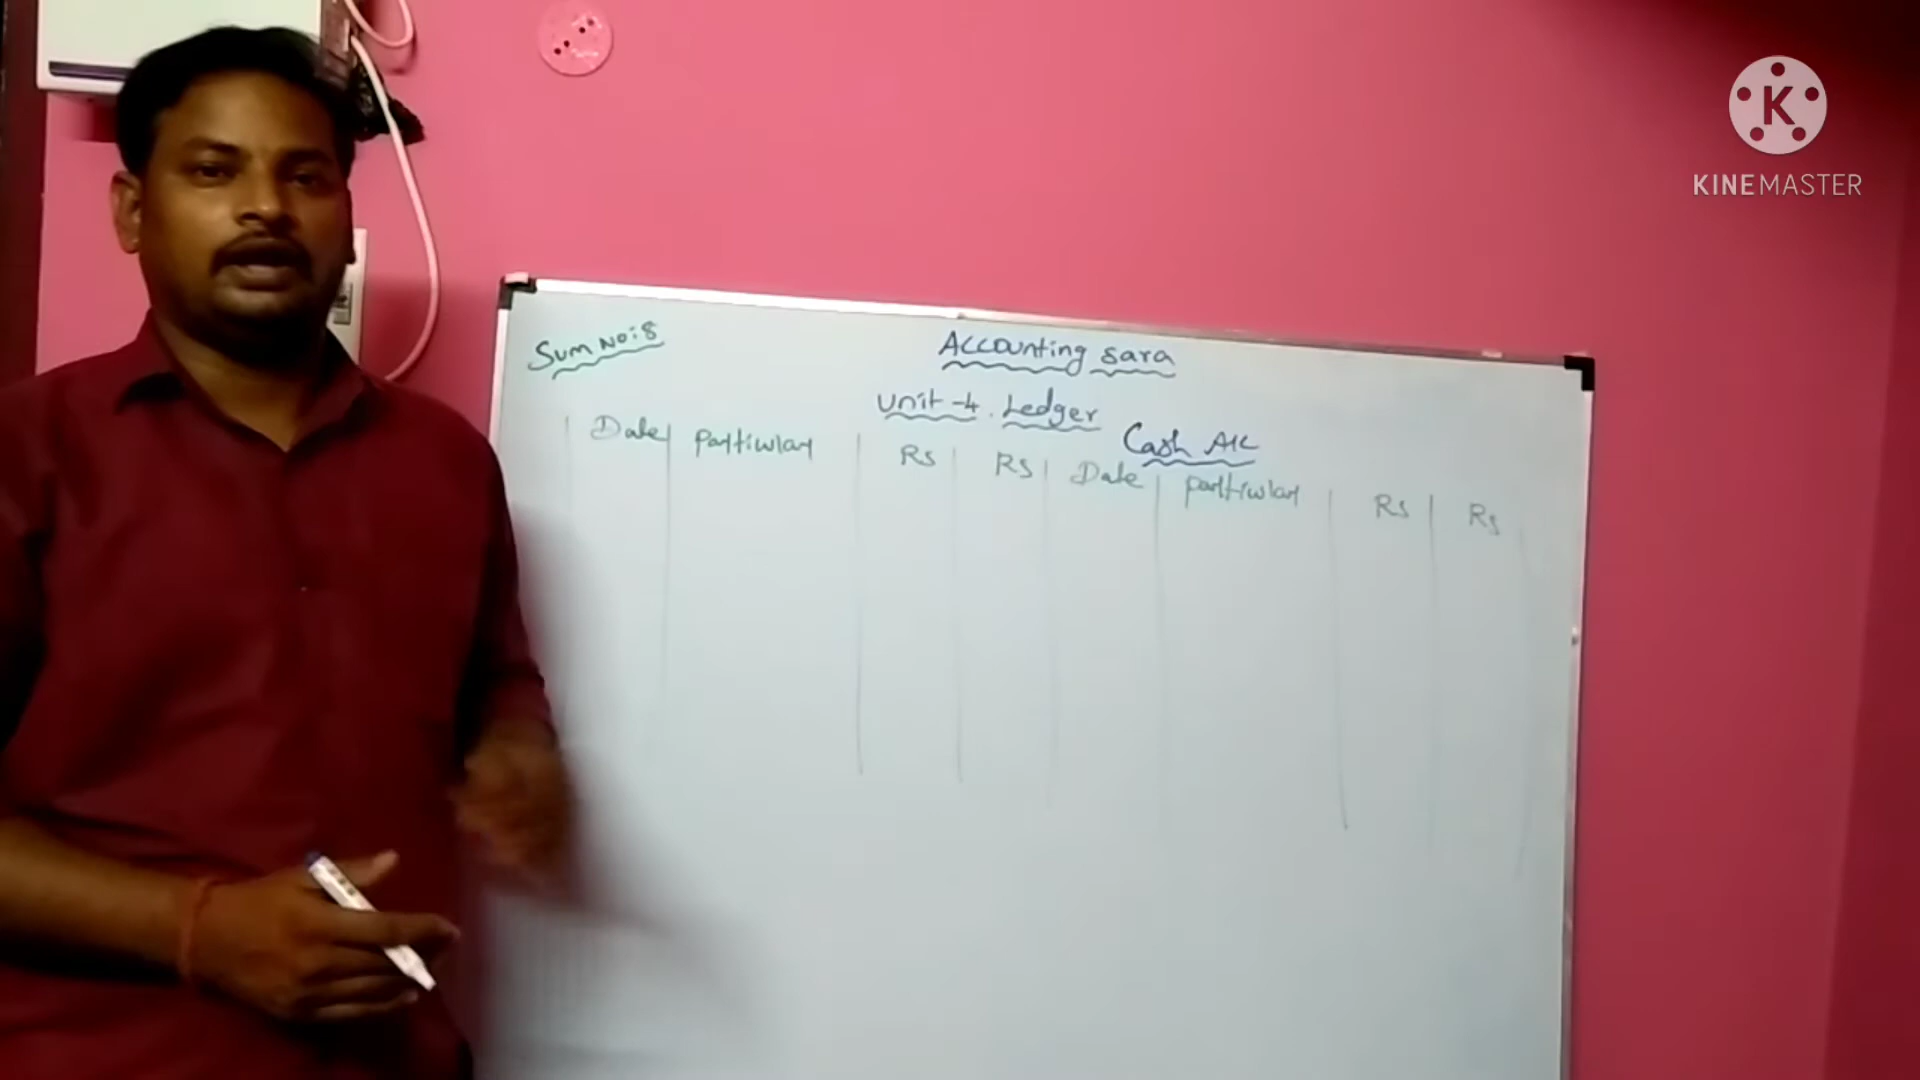 KINEMASTER
Sum No: 8
Accounting sara
Unit - 4. Ledger
Cash A/c
Date particular Rs Rs Date particular Rs Rs